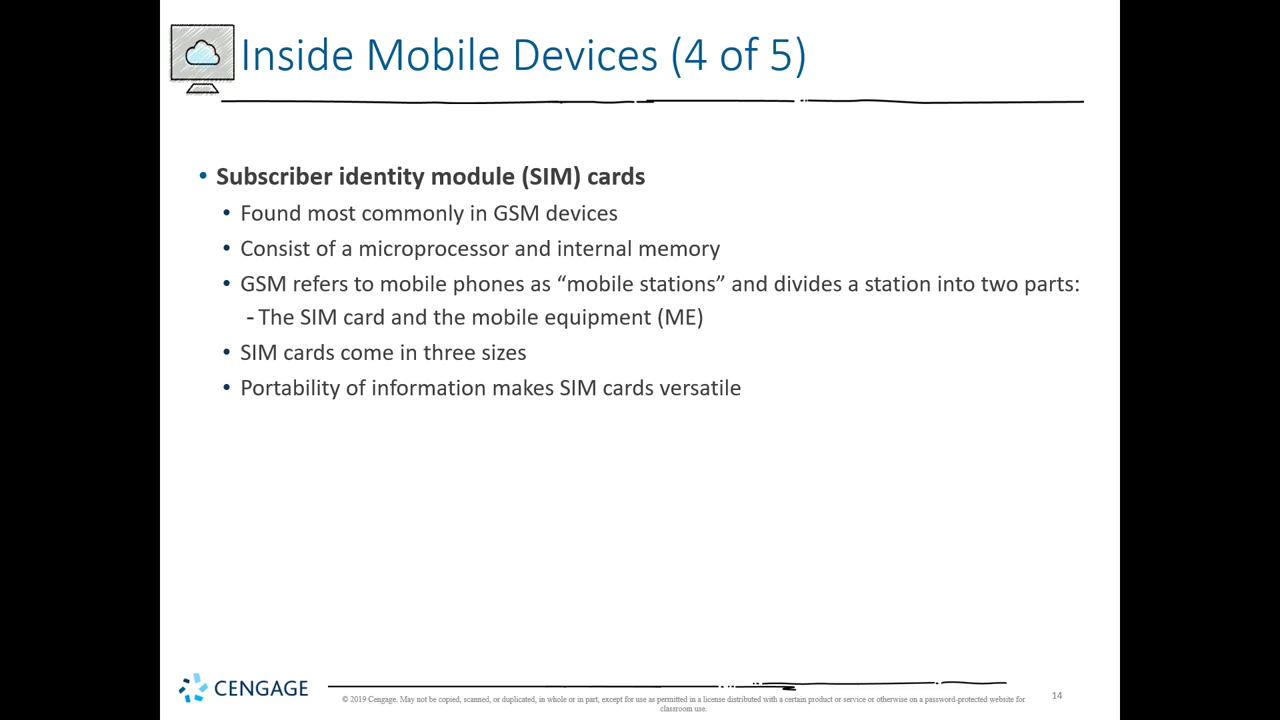 Inside Mobile Devices (4 of 5)
• Subscriber identity module (SIM) cards
• Found most commonly in GSM devices
• Consist of a microprocessor and internal memory
• GSM refers to mobile phones as “mobile stations” and divides a station into two parts:
- The SIM card and the mobile equipment (ME)
• SIM cards come in three sizes
• Portability of information makes SIM cards versatile
CENGAGE
© 2019 Cengage. May not be copied, scanned, or duplicated, in whole or in part, except for use as permitted in a license distributed with a certain product or service or otherwise on a password-protected website for
classroom use.
14